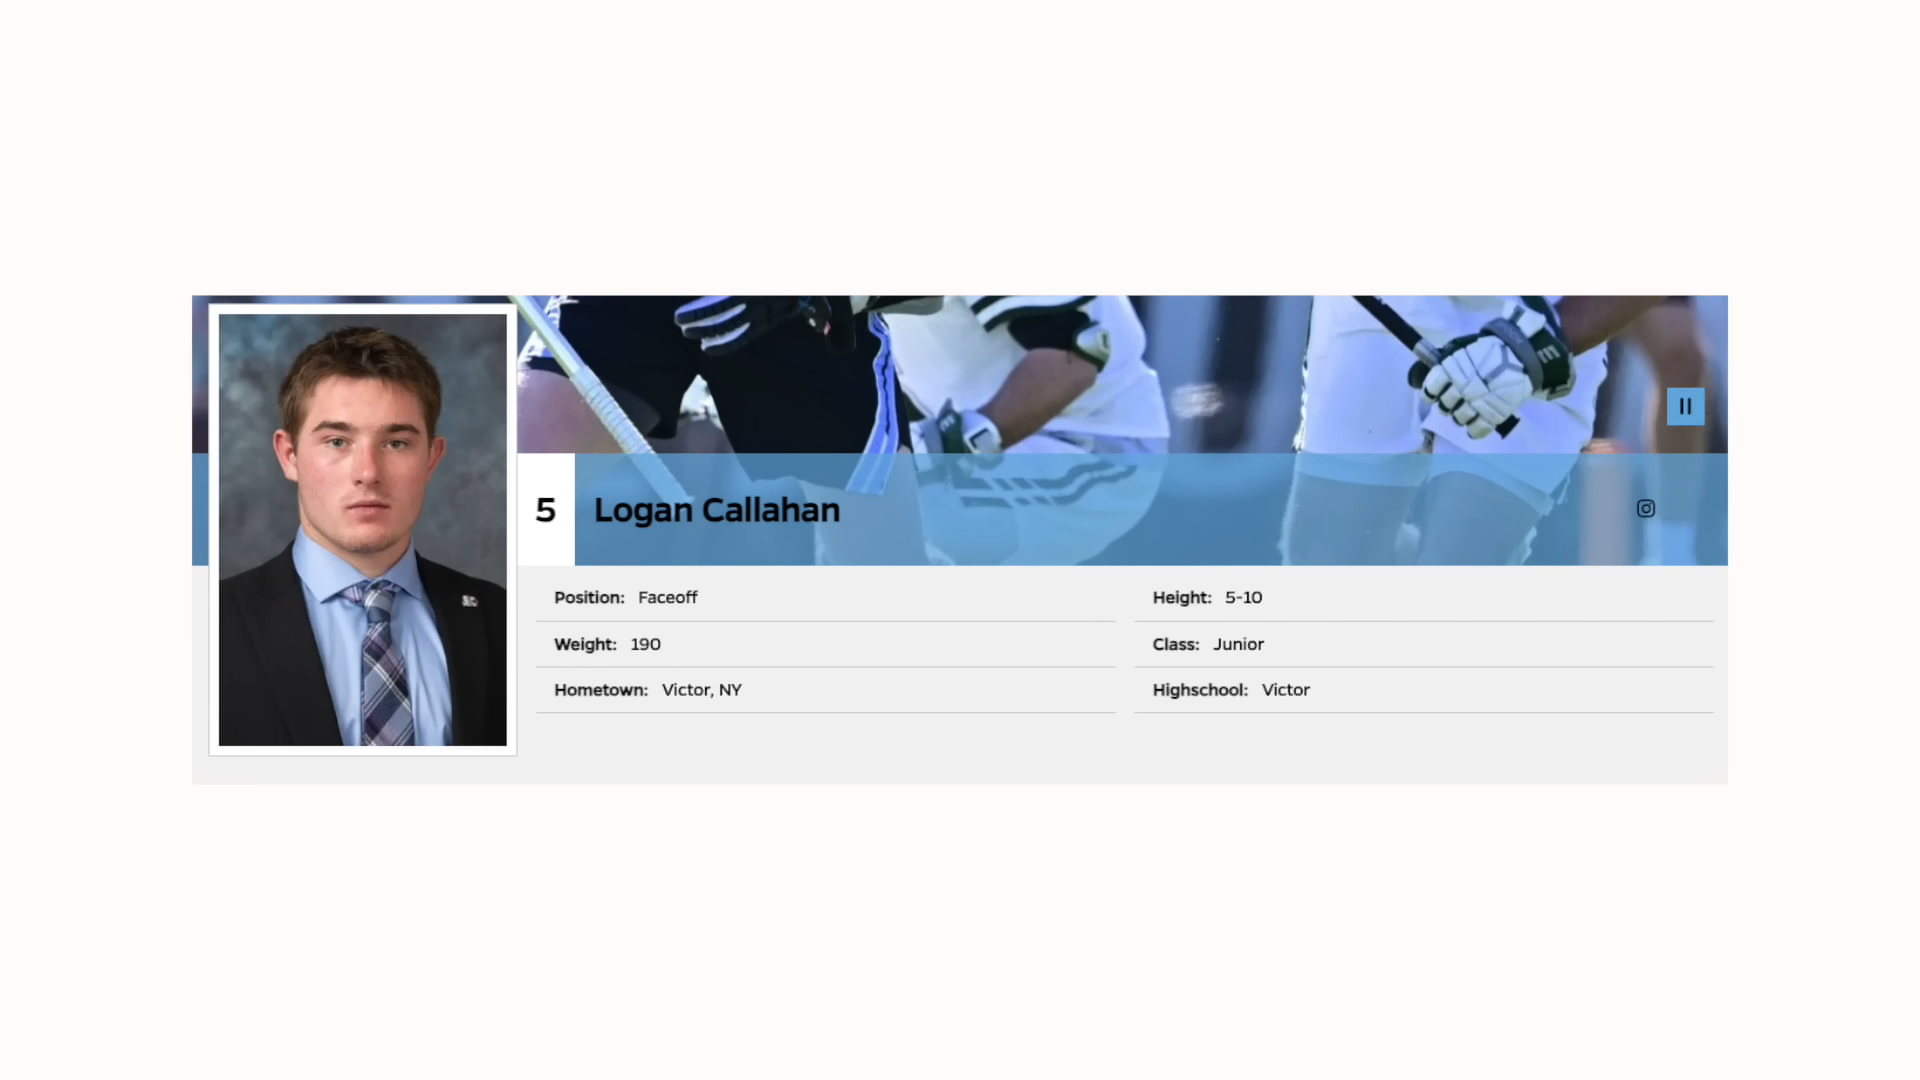 5 Logan Callahan
Position: Faceoff
Height: 5-10
Weight: 190
Class: Junior
Hometown: Victor, NY
Highschool: Victor